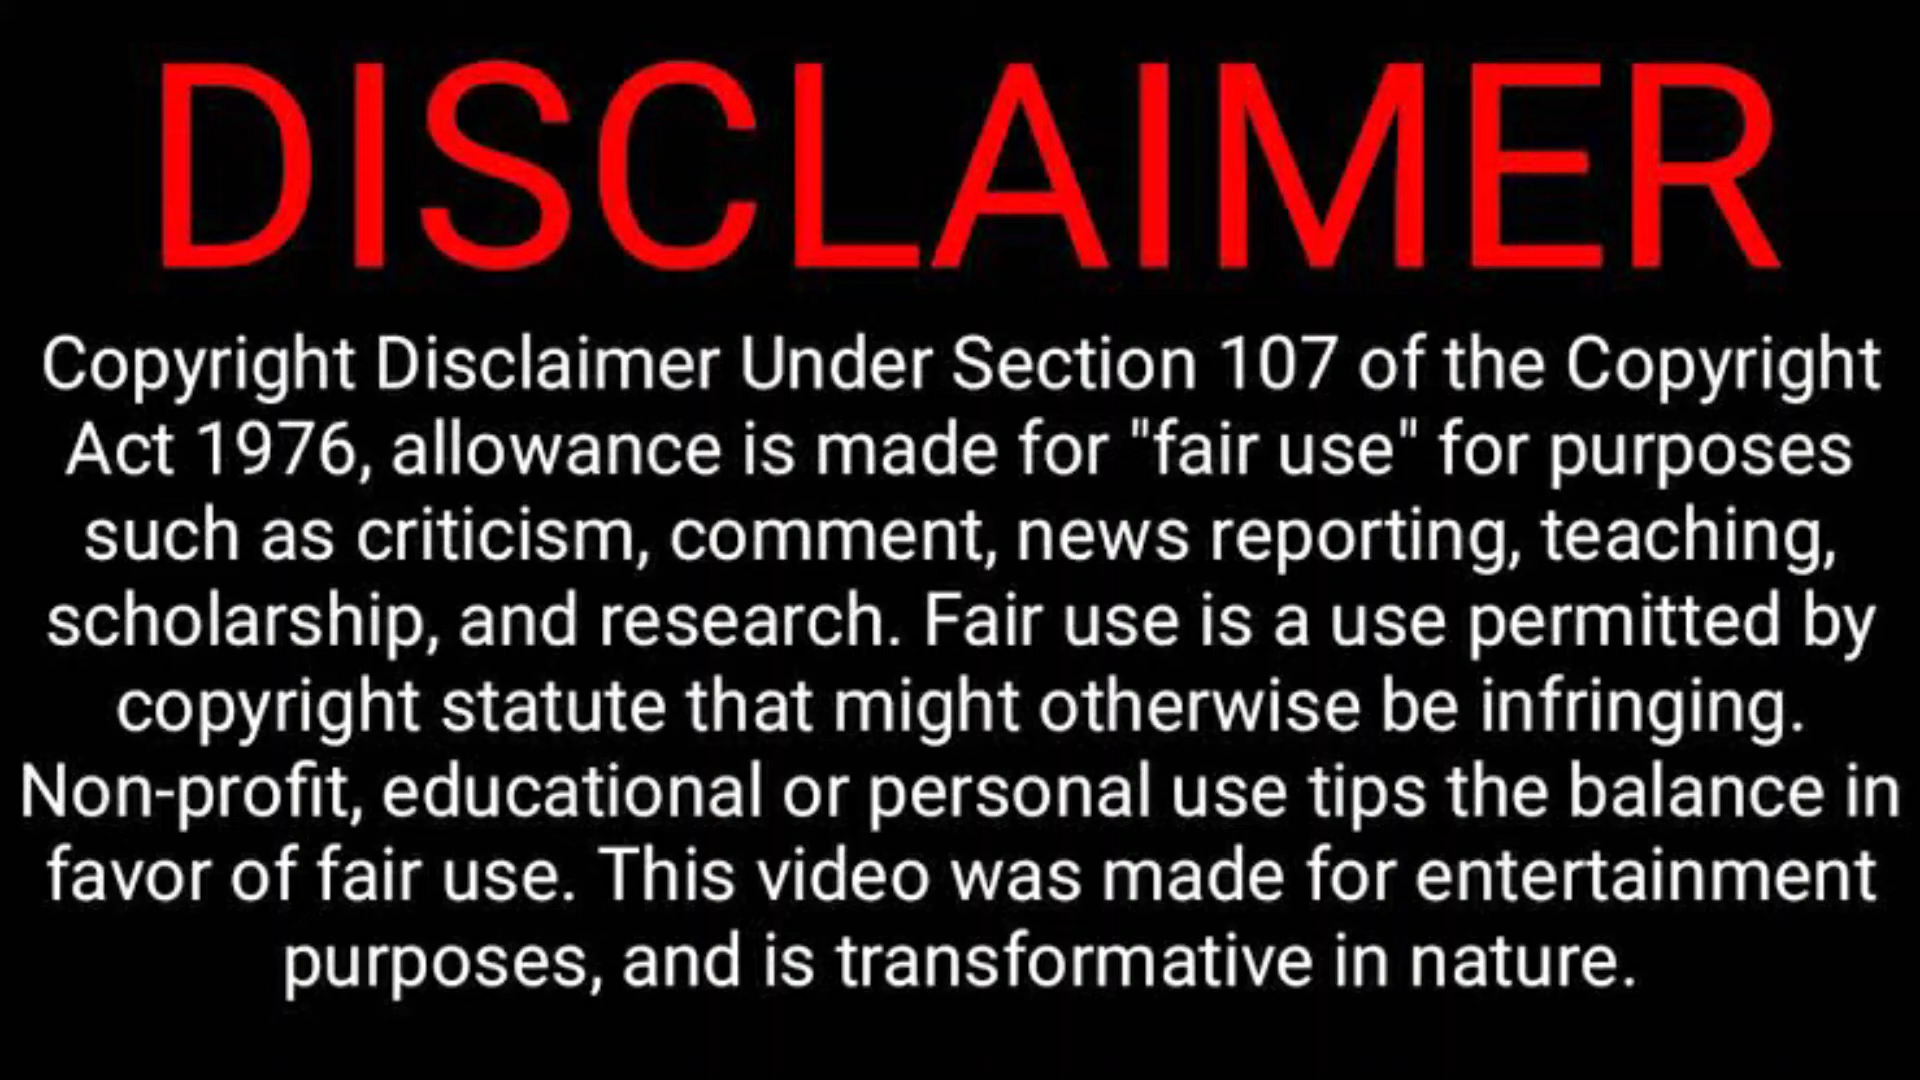 DISCLAIMER
Copyright Disclaimer Under Section 107 of the Copyright
Act 1976, allowance is made for "fair use" for purposes
such as criticism, comment, news reporting, teaching,
scholarship, and research. Fair use is a use permitted by
copyright statute that might otherwise be infringing.
Non-profit, educational or personal use tips the balance in
favor of fair use. This video was made for entertainment
purposes, and is transformative in nature.